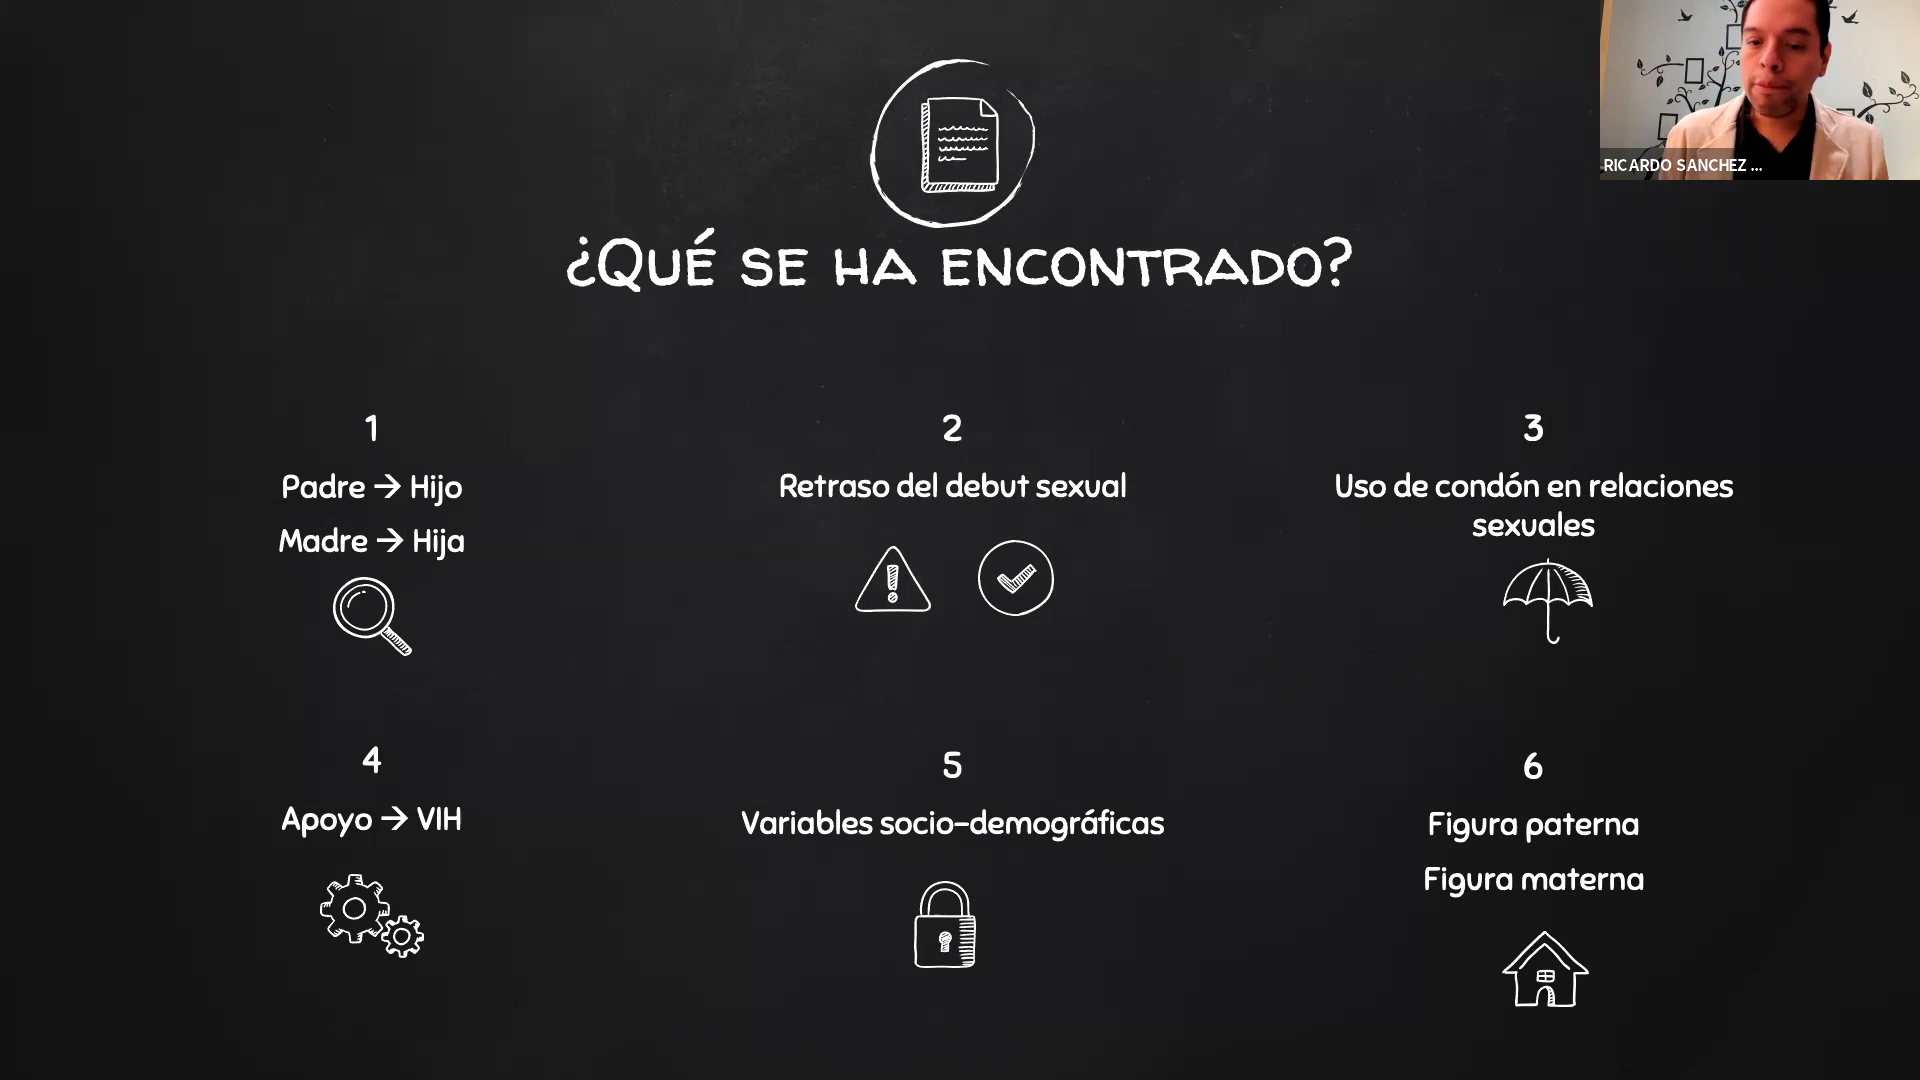 RICARDO SANCHEZ ...
¿QUÉ SE HA ENCONTRADO?
1
Padre → Hijo
Madre → Hija
2
Retraso del debut sexual
3
Uso de condón en relaciones
sexuales
4
Apoyo → VIH
5
Variables socio-demográficas
6
Figura paterna
Figura materna